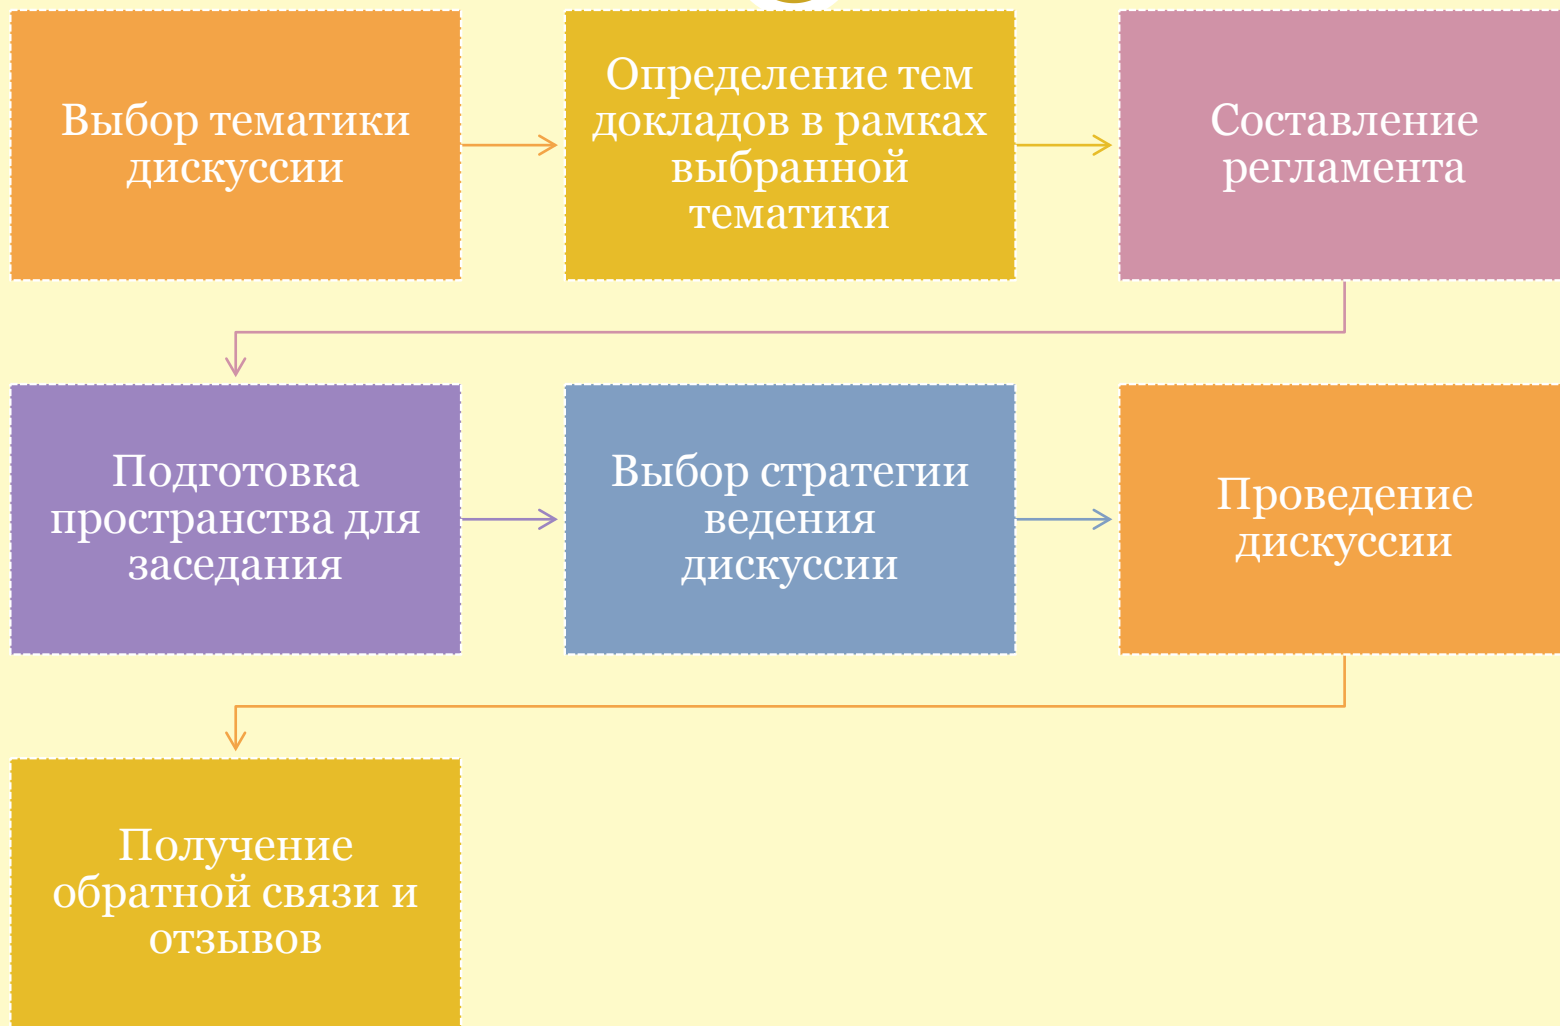 Выбор тематики
дискуссии
Определение тем
докладов в рамках
выбранной
тематики
Составление
регламента
Подготовка
пространства для
заседания
Выбор стратегии
ведения
дискуссии
Проведение
дискуссии
Получение
обратной связи и
отзывов